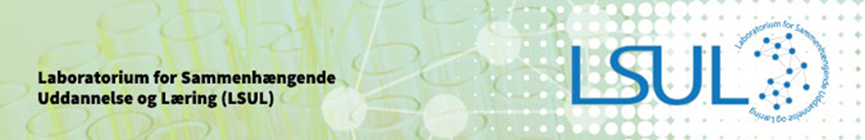 Laboratorium for Sammenhængende
Uddannelse og Læring (LSUL)
LSUL
Laboratorium for Sammenhængende Uddannelse og Læring